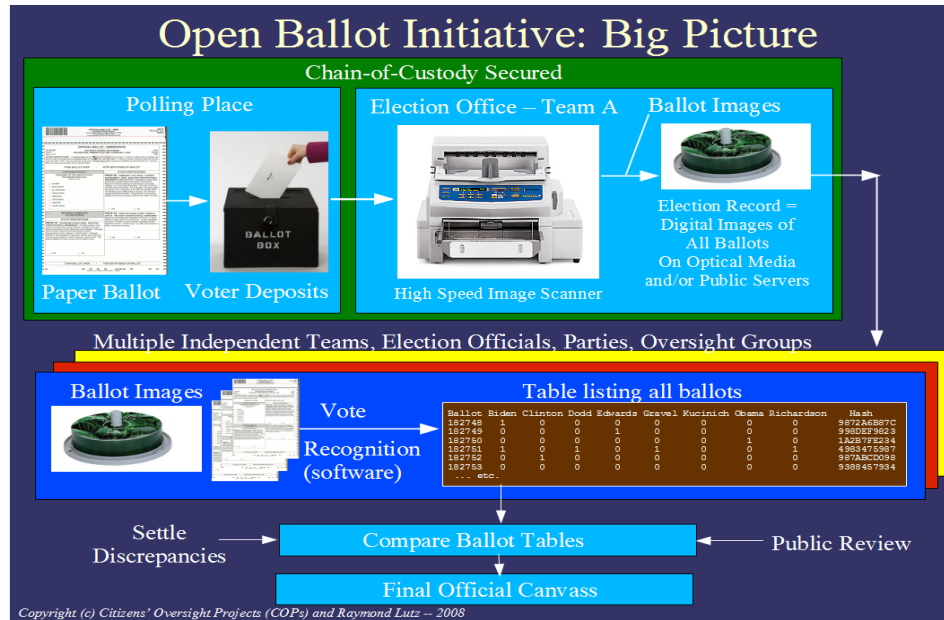 Open Ballot Initiative: Big Picture
Chain-of-Custody Secured
Polling Place
BALLOT
BOX
Paper Ballot
Voter Deposits
Election Office – Team A
High Speed Image Scanner
Ballot Images
Election Record =
Digital Images of
All Ballots
On Optical Media
and/or Public Servers
Multiple Independent Teams, Election Officials, Parties, Oversight Groups
Ballot Images
Vote
Recognition
(software)
Table listing all ballots
Ballot Biden Clinton Dodd Edwards Gravel Kucinich Obama Richardson Hash
182748 1 0 0 0 0 0 0 0 9872A6B87C
182749 0 0 0 1 0 0 0 0 998DEF9823
182750 0 0 0 0 0 0 1 0 1A2B7FE234
182751 1 0 1 0 1 0 0 1 4983475987
182752 0 1 0 0 0 0 0 0 987ABCD098
182753 0 0 0 0 0 0 0 0 9388457934
... etc.
Settle
Discrepancies
Compare Ballot Tables
Public Review
Final Official Canvass
Copyright (c) Citizens' Oversight Projects (COPs) and Raymond Lutz -- 2008